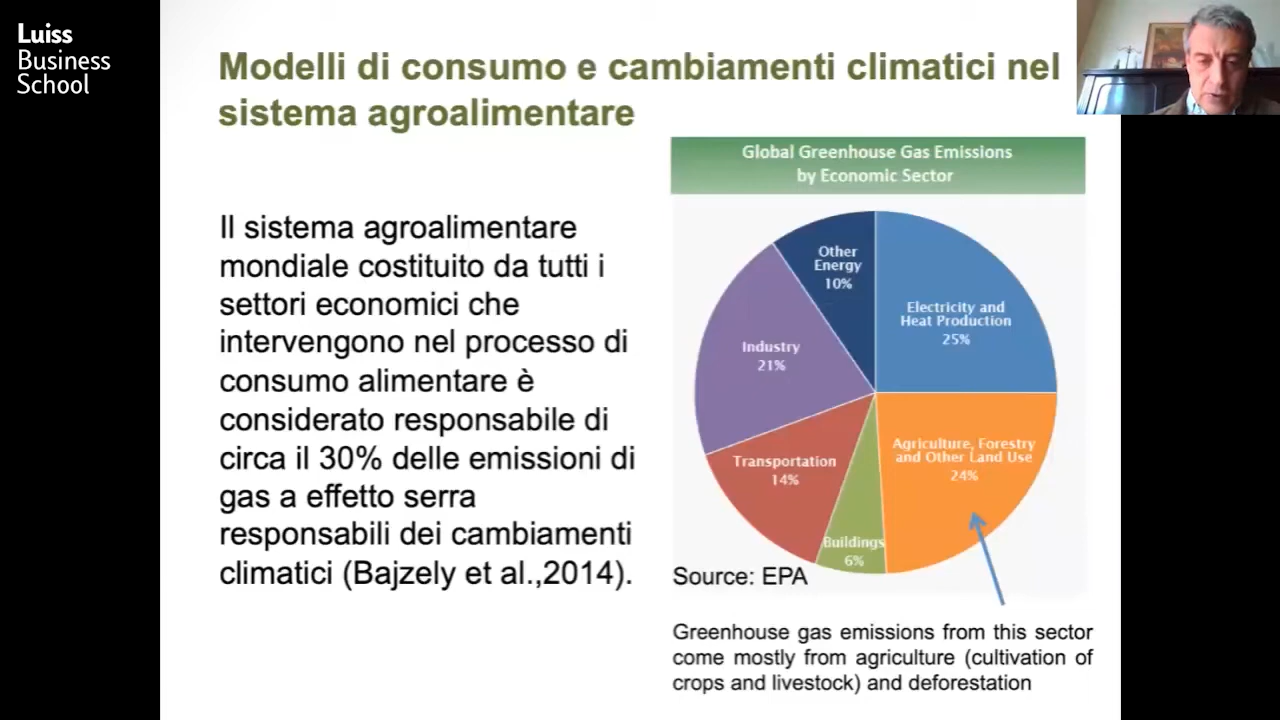 Luiss
Business
School
Modelli di consumo e cambiamenti climatici nel
sistema agroalimentare
Il sistema agroalimentare
mondiale costituito da tutti i
settori economici che
intervengono nel processo di
consumo alimentare è
considerato responsabile di
circa il 30% delle emissioni di
gas a effetto serra
responsabili dei cambiamenti
climatici (Bajzely et al.,2014).
Global Greenhouse Gas Emissions
by Economic Sector
Other
Energy
10%
Electricity and
Heat Production
25%
Industry
21%
Agriculture, Forestry
and Other Land Use
24%
Transportation
14%
Buildings
6%
Source: EPA
Greenhouse gas emissions from this sector
come mostly from agriculture (cultivation of
crops and livestock) and deforestation